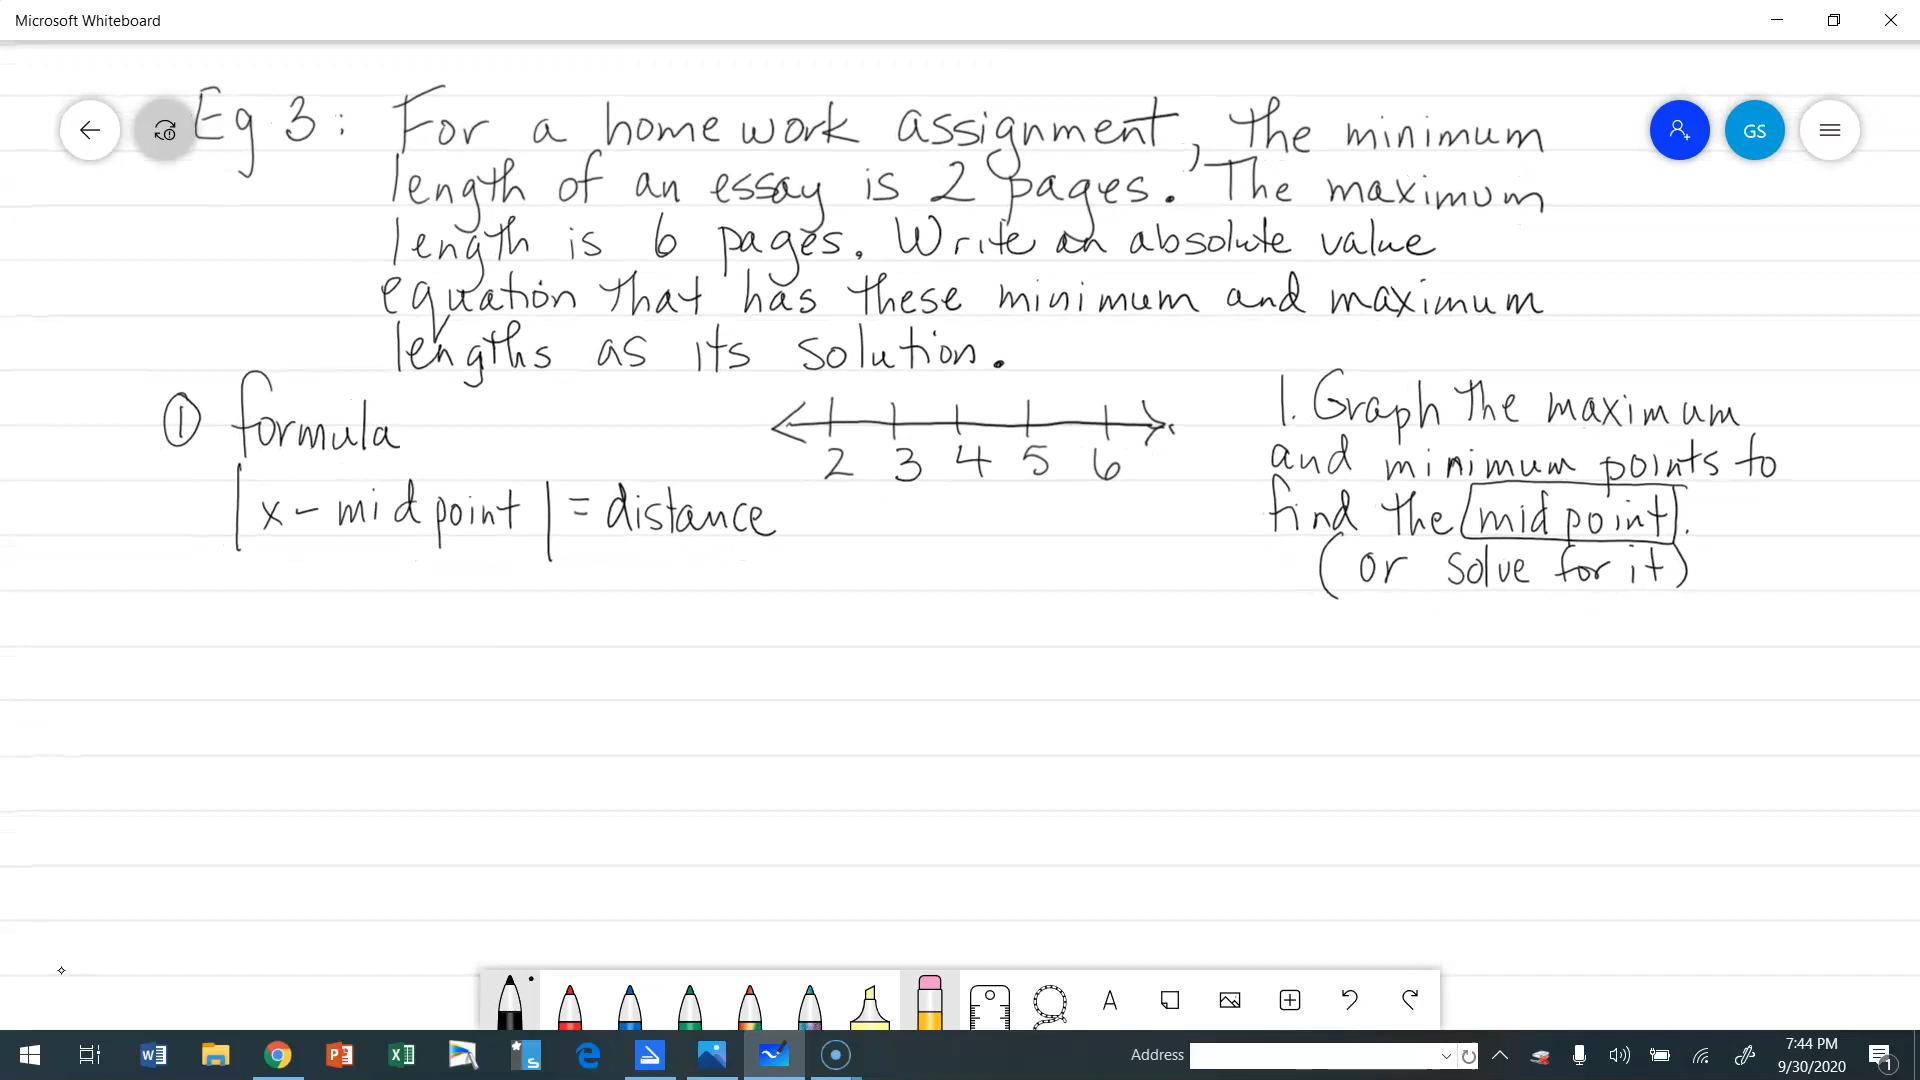 Microsoft Whiteboard
Eg 3: For a homework assignment, the minimum
length of an essay is 2 pages. The maximum
length is 6 pages. Write an absolute value
equation that has these minimum and maximum
lengths as its solution.
① formula
|x - midpoint| = distance
2 3 4 5 6
1. Graph the maximum
and minimum points to
find the midpoint.
(or solve for it)
GS
A
Address
7:44 PM
9/30/2020
1